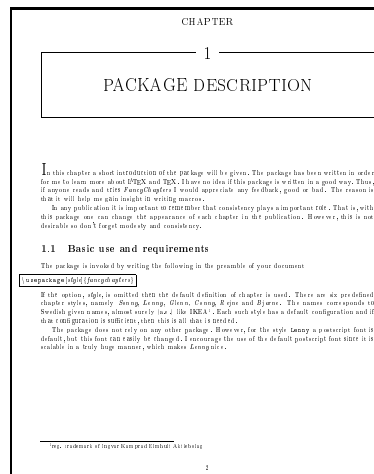 CHAPTER
1
PACKAGE DESCRIPTION
In this chapter a short introduction of the package will be given. The package has been written in order
for me to learn more about LATEX and TEX. I have no idea if this package is written in a good way. Thus,
if anyone reads and tries FancyChapters I would appreciate any feedback, good or bad. The reason is
that it will help me gain insight in writing macros.
In any publication it is important to remember that consistency plays a important role. That is, with
this package one can change the appearance of each chapter in the publication. However, this is not
desirable so don't forget modesty and consistency.
1.1 Basic use and requirements
The package is invoked by writing the following in the preamble of your document
\usepackage[style]{fancychapters}
If the option, style, is omitted then the default definition of chapter is used. There are six predefined
chapter styles, namely Sonny, Lenny, Glenn, Conny, Rejne and Bjarne. The names corresponds to
Swedish given names, almost surely (a.s.) like IKEA¹. Each such style has a default configuration and if
that configuration is sufficient, then this is all that is needed.
The package does not rely on any other package. However, for the style Lenny a postscript font is
default, but this font can easily be changed. I encourage the use of the default postscript font since it is
scalable in a truly huge manner, which makes Lenny nice.
¹reg. trademark of Ingvar Kamprad Elmhult Aktiebolag
2